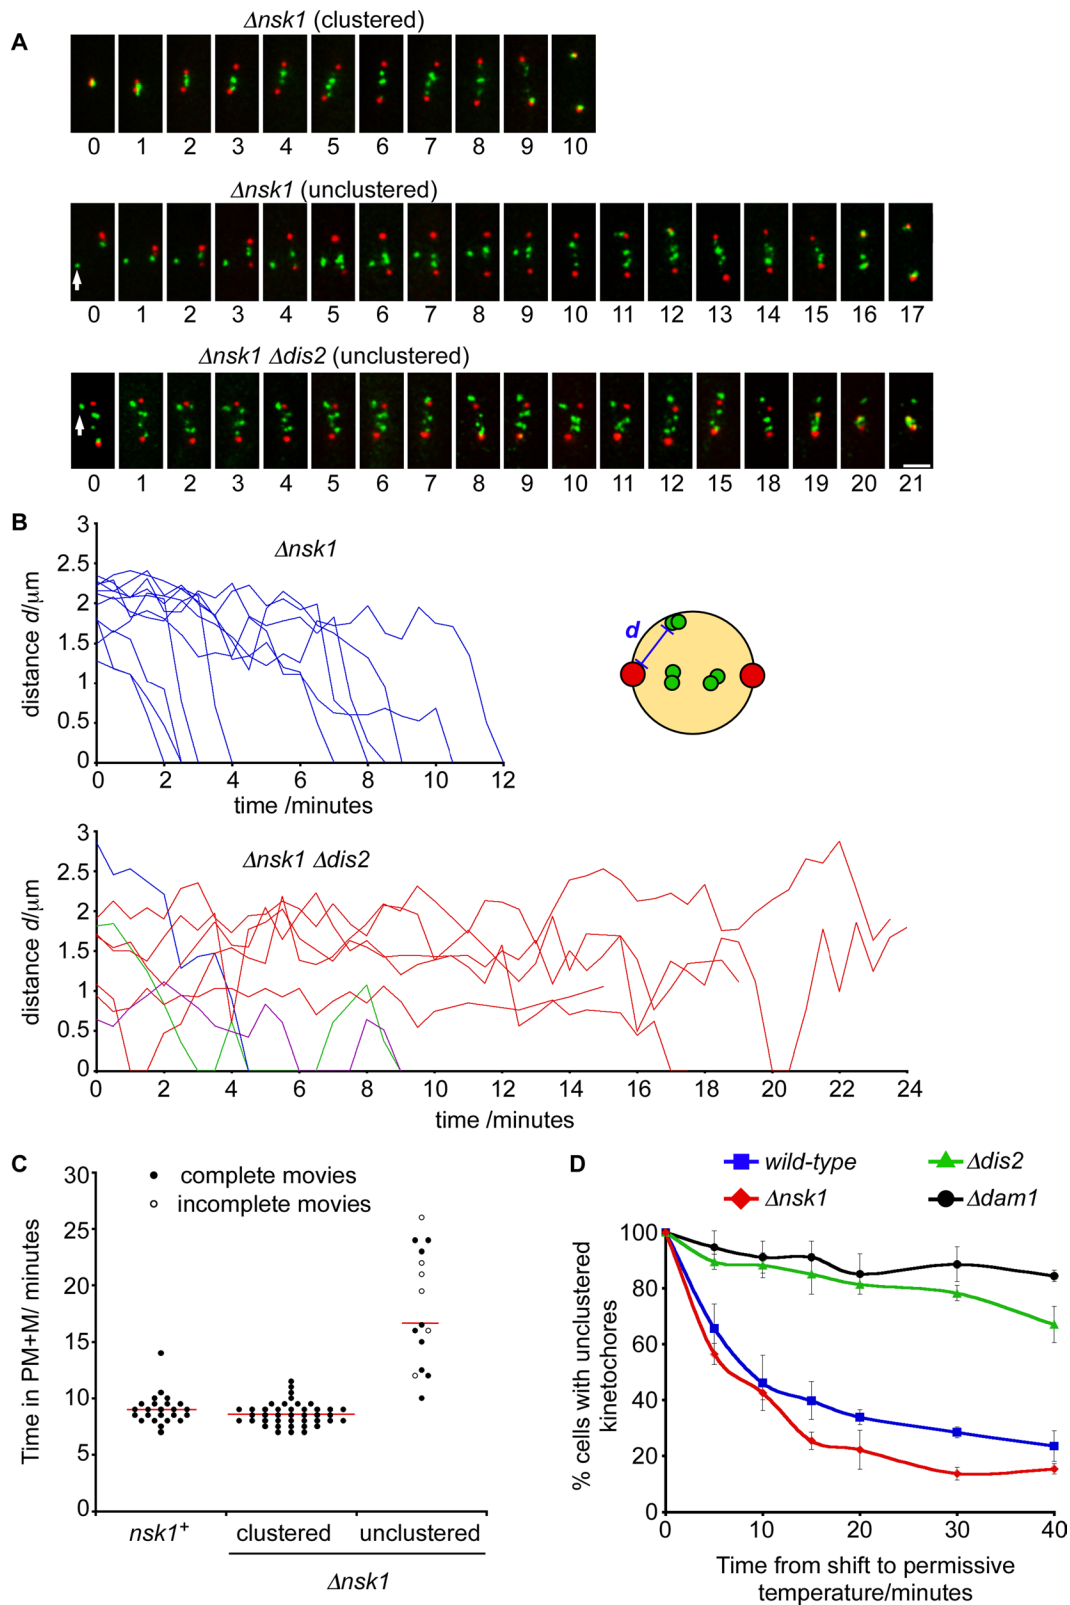 A
Δnsk1 (clustered)
0 1 2 3 4 5 6 7 8 9 10
Δnsk1 (unclustered)
0 1 2 3 4 5 6 7 8 9 10 11 12 13 14 15 16 17
Δnsk1 Δdis2 (unclustered)
0 1 2 3 4 5 6 7 8 9 10 11 12 15 18 19 20 21
B
3
2.5
2
1.5
1
0.5
0
distance d/μm
Δnsk1
0 2 4 6 8 10 12
time /minutes
d
3
2.5
2
1.5
1
0.5
0
distance d/μm
Δnsk1 Δdis2
0 2 4 6 8 10 12 14 16 18 20 22 24
time /minutes
C
30
25
20
15
10
5
0
Time in PM+M/ minutes
complete movies
incomplete movies
nsk1+ clustered unclustered
Δnsk1
D
wild-type Δdis2
Δnsk1 Δdam1
100
80
60
40
20
0
% cells with unclustered
kinetochores
0 10 20 30 40
Time from shift to permissive
temperature/minutes